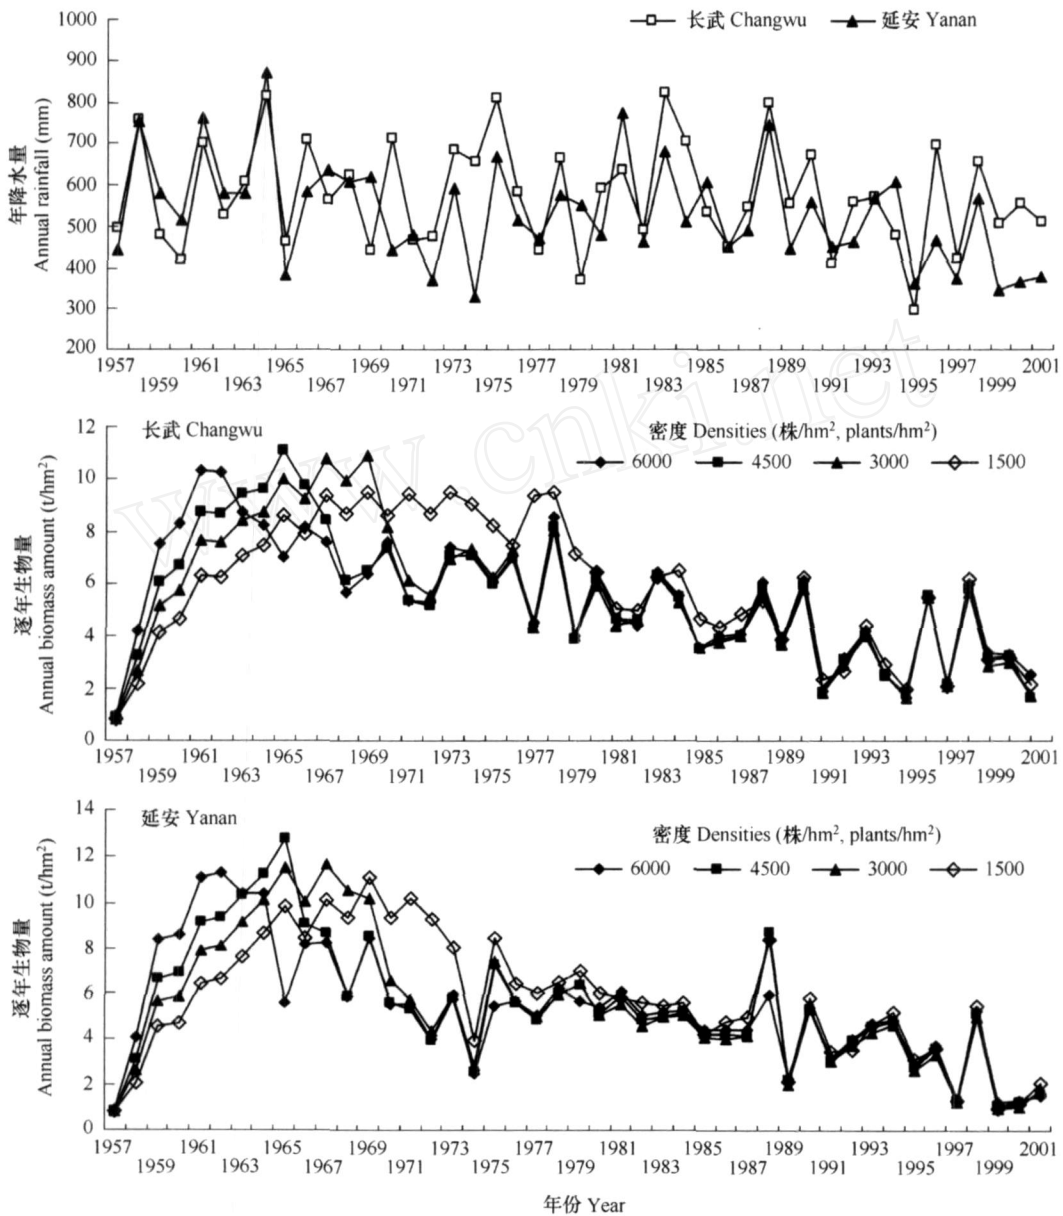 长武 Changwu 延安 Yanan
年降水量
Annual rainfall (mm)
1000
900
800
700
600
500
400
300
200
1957 1961 1965 1969 1973 1977 1981 1985 1989 1993 1997 2001
1959 1963 1967 1971 1975 1979 1983 1987 1991 1995 1999
www.cnki.net
长武 Changwu
密度 Densities (株/hm², plants/hm²)
6000 4500 3000 1500
逐年生物量
Annual biomass amount (t/hm²)
12
10
8
6
4
2
0
1957 1961 1965 1969 1973 1977 1981 1985 1989 1993 1997 2001
1959 1963 1967 1971 1975 1979 1983 1987 1991 1995 1999
延安 Yanan
密度 Densities (株/hm², plants/hm²)
6000 4500 3000 1500
逐年生物量
Annual biomass amount (t/hm²)
14
12
10
8
6
4
2
0
1957 1961 1965 1969 1973 1977 1981 1985 1989 1993 1997 2001
1959 1963 1967 1971 1975 1979 1983 1987 1991 1995 1999
年份 Year